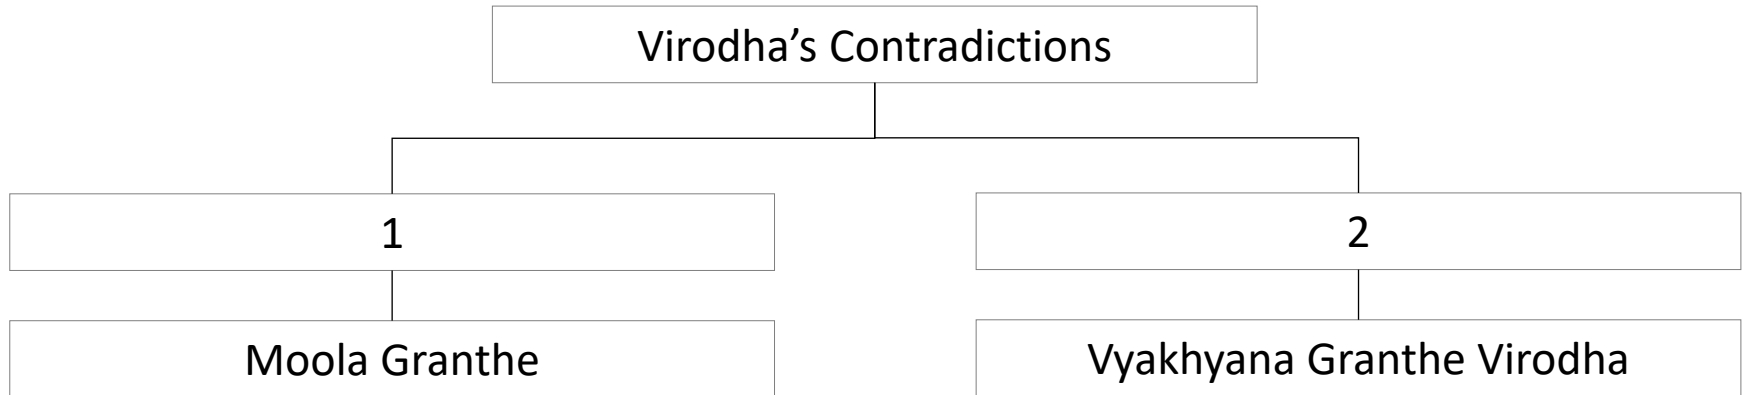 Virodha’s Contradictions
1
2
Moola Granthe
Vyakhyana Granthe Virodha